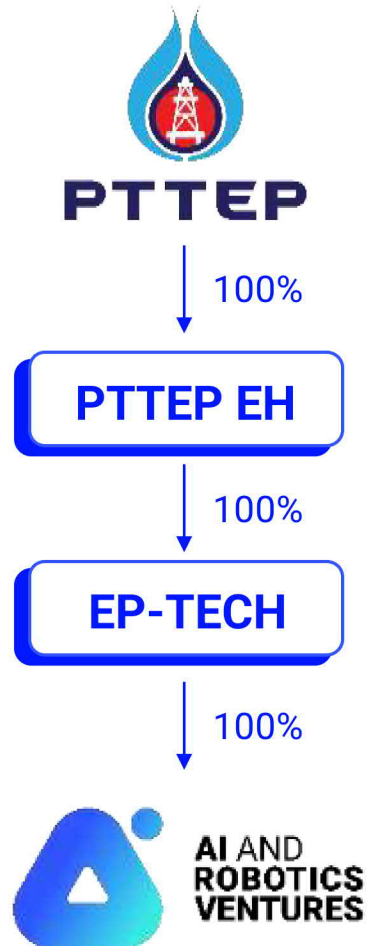 PTTEP
100%
PTTEP EH
100%
EP-TECH
100%
AI AND
ROBOTICS
VENTURES